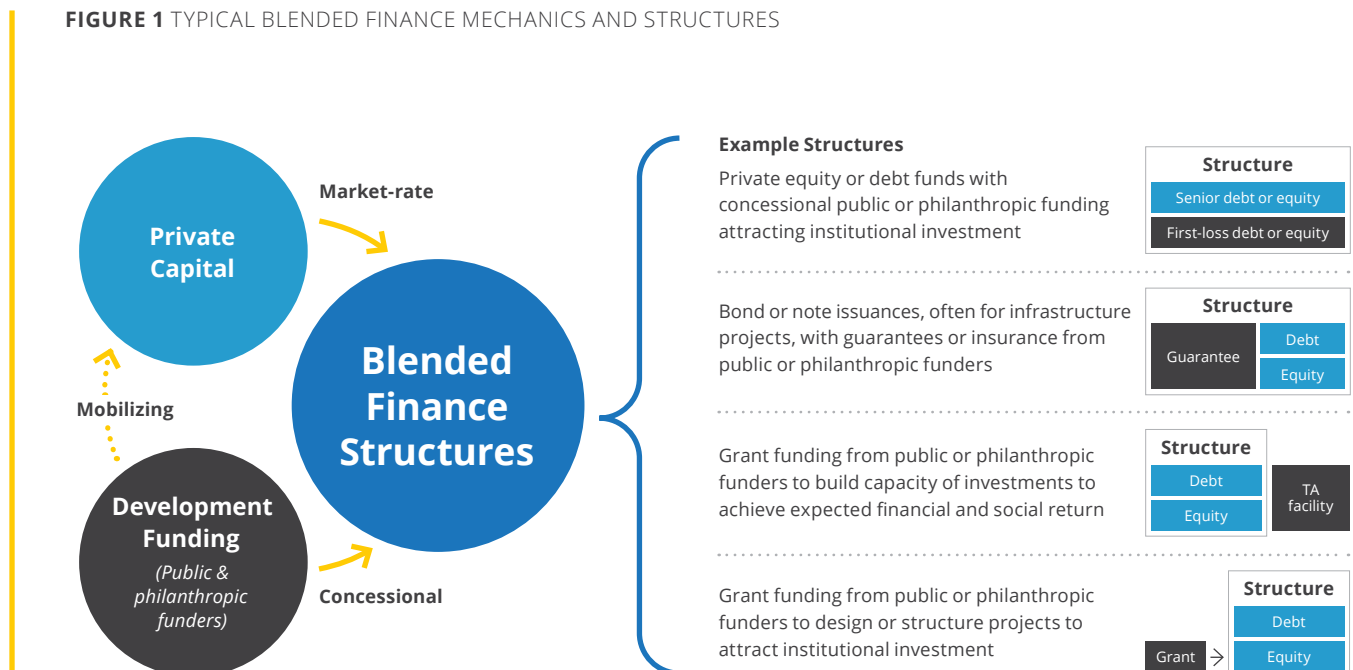 FIGURE 1 TYPICAL BLENDED FINANCE MECHANICS AND STRUCTURES
Private
Capital
Market-rate
Mobilizing
Development
Funding
(Public &
philanthropic
funders)
Concessional
Blended
Finance
Structures
Example Structures
Private equity or debt funds with
concessional public or philanthropic funding
attracting institutional investment
Structure
Senior debt or equity
First-loss debt or equity
Bond or note issuances, often for infrastructure
projects, with guarantees or insurance from
public or philanthropic funders
Structure
Guarantee
Debt
Equity
Grant funding from public or philanthropic
funders to build capacity of investments to
achieve expected financial and social return
Structure
Debt
Equity
TA
facility
Grant funding from public or philanthropic
funders to design or structure projects to
attract institutional investment
Grant
Structure
Debt
Equity